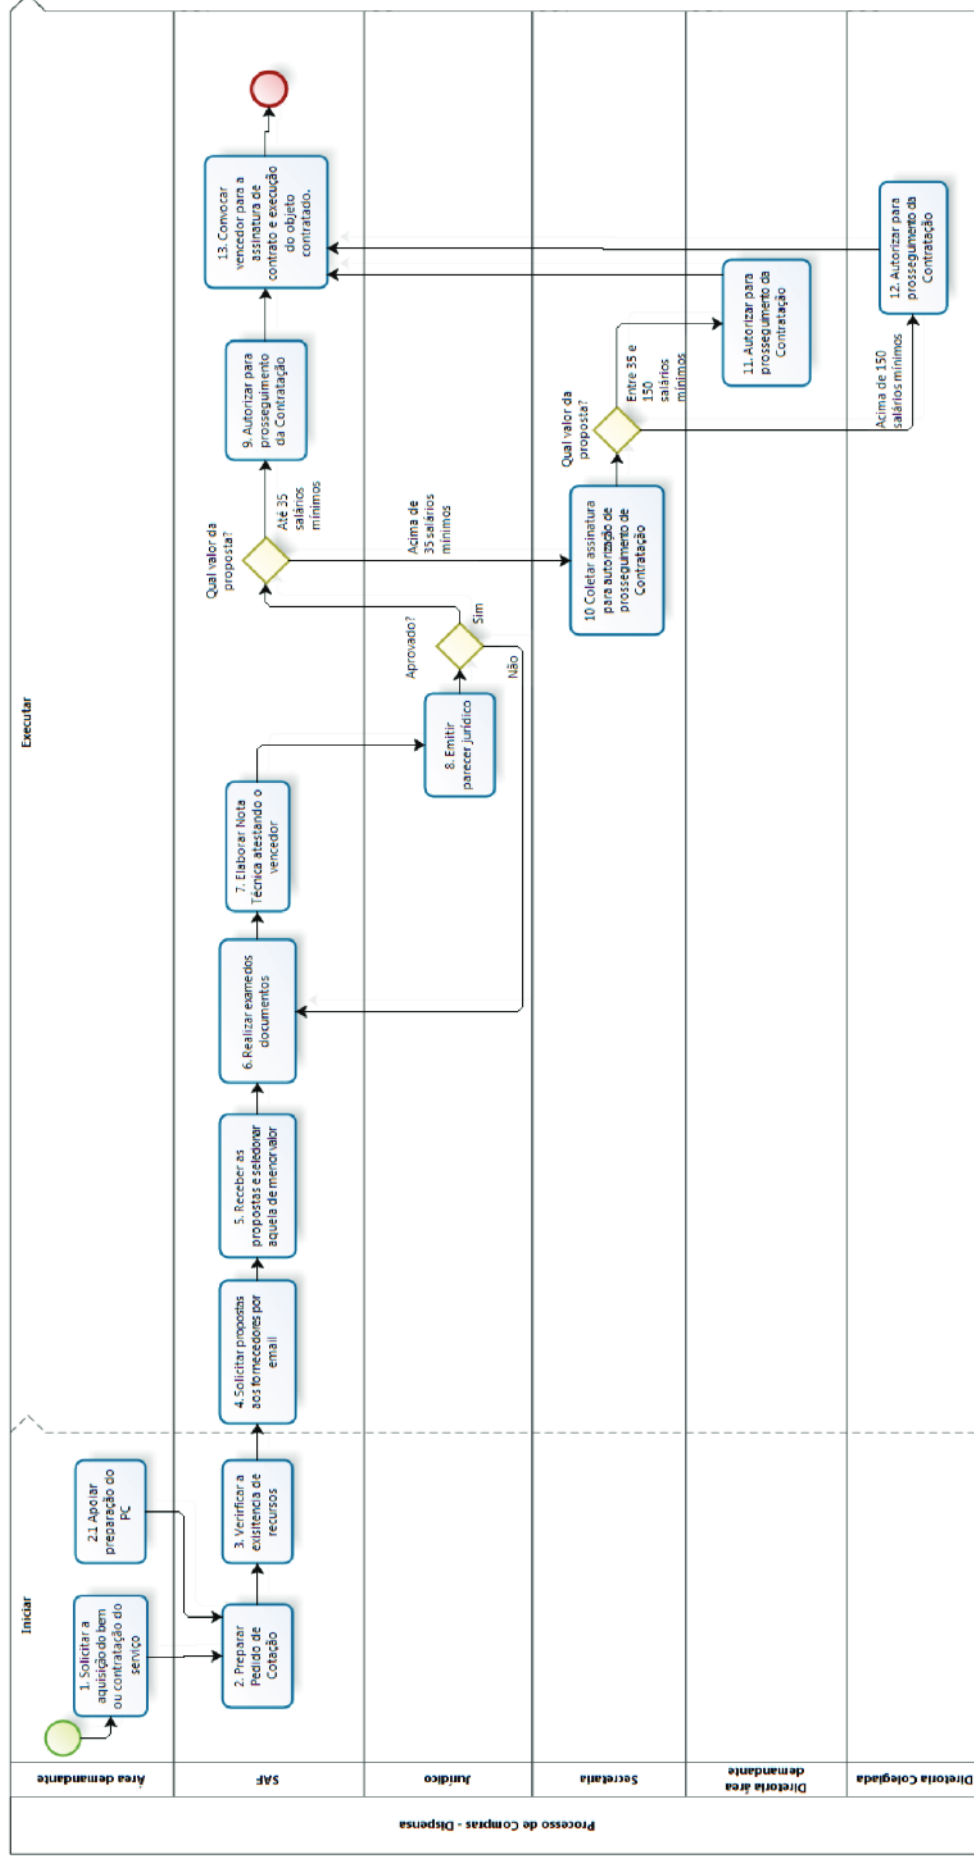 Processo de Compras - Dispensa
Iniciar
Executar
Área demandante
1. Solicitar a
aquisição do bem
ou contratação do
serviço
2.1 Apoiar
preparação do
PC
SAF
2. Preparar
Pedido de
Cotação
3. Verirficar a
exisitencia de
recursos
4. Solicitar propostas
aos fornecedores por
email
5. Receber as
propostas e seledonar
aquela de menor valor
6. Realizar exame dos
documentos
7. Elaborar Nota
Técnica atestando o
vencedor
Qual valor da
proposta?
Até 35
salários
mínimos
9. Autorizar para
prosseguimento
da Contratação
13. Convocar
vencedor para a
assinatura de
contrato e execução
do objeto
contratado.
Jurídico
8. Emitir
parecer jurídico
Aprovado?
Sim
Não
Acima de
35 salários
mínimos
Secretaria
10 Coletar assinatura
para autorização de
prosseguimento de
Contratação
Qual valor da
proposta?
Entre 35 e
150
salários
mínimos
Diretoria área
demandante
11. Autorizar para
prosseguimento da
Contratação
Diretoria Colegiada
Acima de 150
salários mínimos
12. Autorizar para
prosseguimento da
Contratação